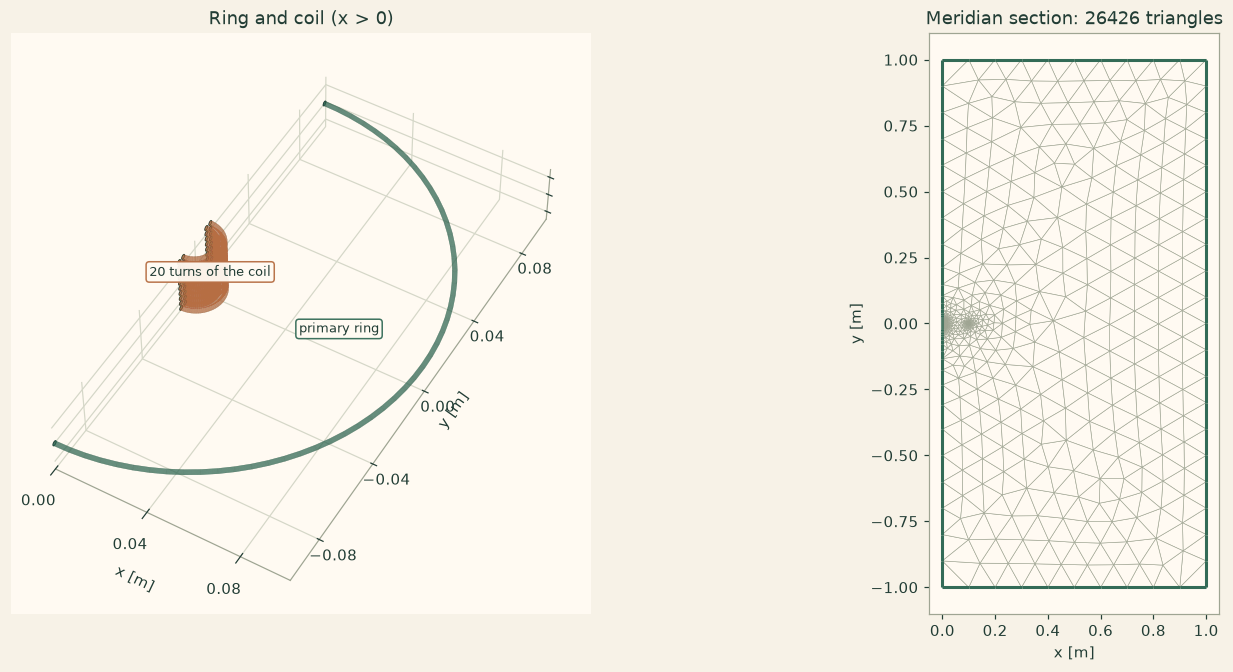 Ring and coil (x > 0)
20 turns of the coil
primary ring
0.08
0.04
0.00
−0.04
−0.08
y [m]
0.00
0.04
0.08
x [m]
Meridian section: 26426 triangles
1.00
0.75
0.50
0.25
0.00
−0.25
−0.50
−0.75
−1.00
y [m]
0.0 0.2 0.4 0.6 0.8 1.0
x [m]